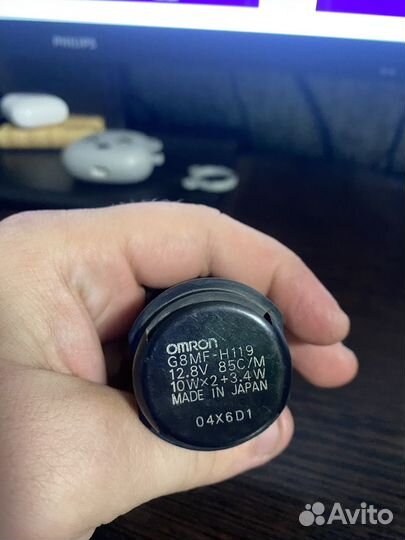 PHILIPS
OMRON
G8MF-H119
12.8V 85C/M
10W×2+3.4W
MADE IN JAPAN
04X6D1
Avito